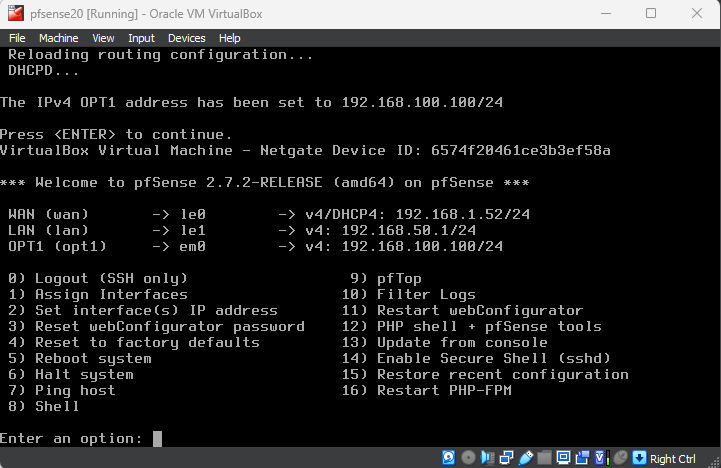 pfsense20 [Running] - Oracle VM VirtualBox
File Machine View Input Devices Help
Reloading routing configuration...
DHCPD...
The IPv4 OPT1 address has been set to 192.168.100.100/24
Press <ENTER> to continue.
VirtualBox Virtual Machine - Netgate Device ID: 6574f20461ce3b3ef58a
*** Welcome to pfSense 2.7.2-RELEASE (amd64) on pfSense ***
WAN (wan) -> le0 -> v4/DHCP4: 192.168.1.52/24
LAN (lan) -> le1 -> v4: 192.168.50.1/24
OPT1 (opt1) -> em0 -> v4: 192.168.100.100/24
0) Logout (SSH only) 9) pfTop
1) Assign Interfaces 10) Filter Logs
2) Set interface(s) IP address 11) Restart webConfigurator
3) Reset webConfigurator password 12) PHP shell + pfSense tools
4) Reset to factory defaults 13) Update from console
5) Reboot system 14) Enable Secure Shell (sshd)
6) Halt system 15) Restore recent configuration
7) Ping host 16) Restart PHP-FPM
8) Shell
Enter an option:
Right Ctrl